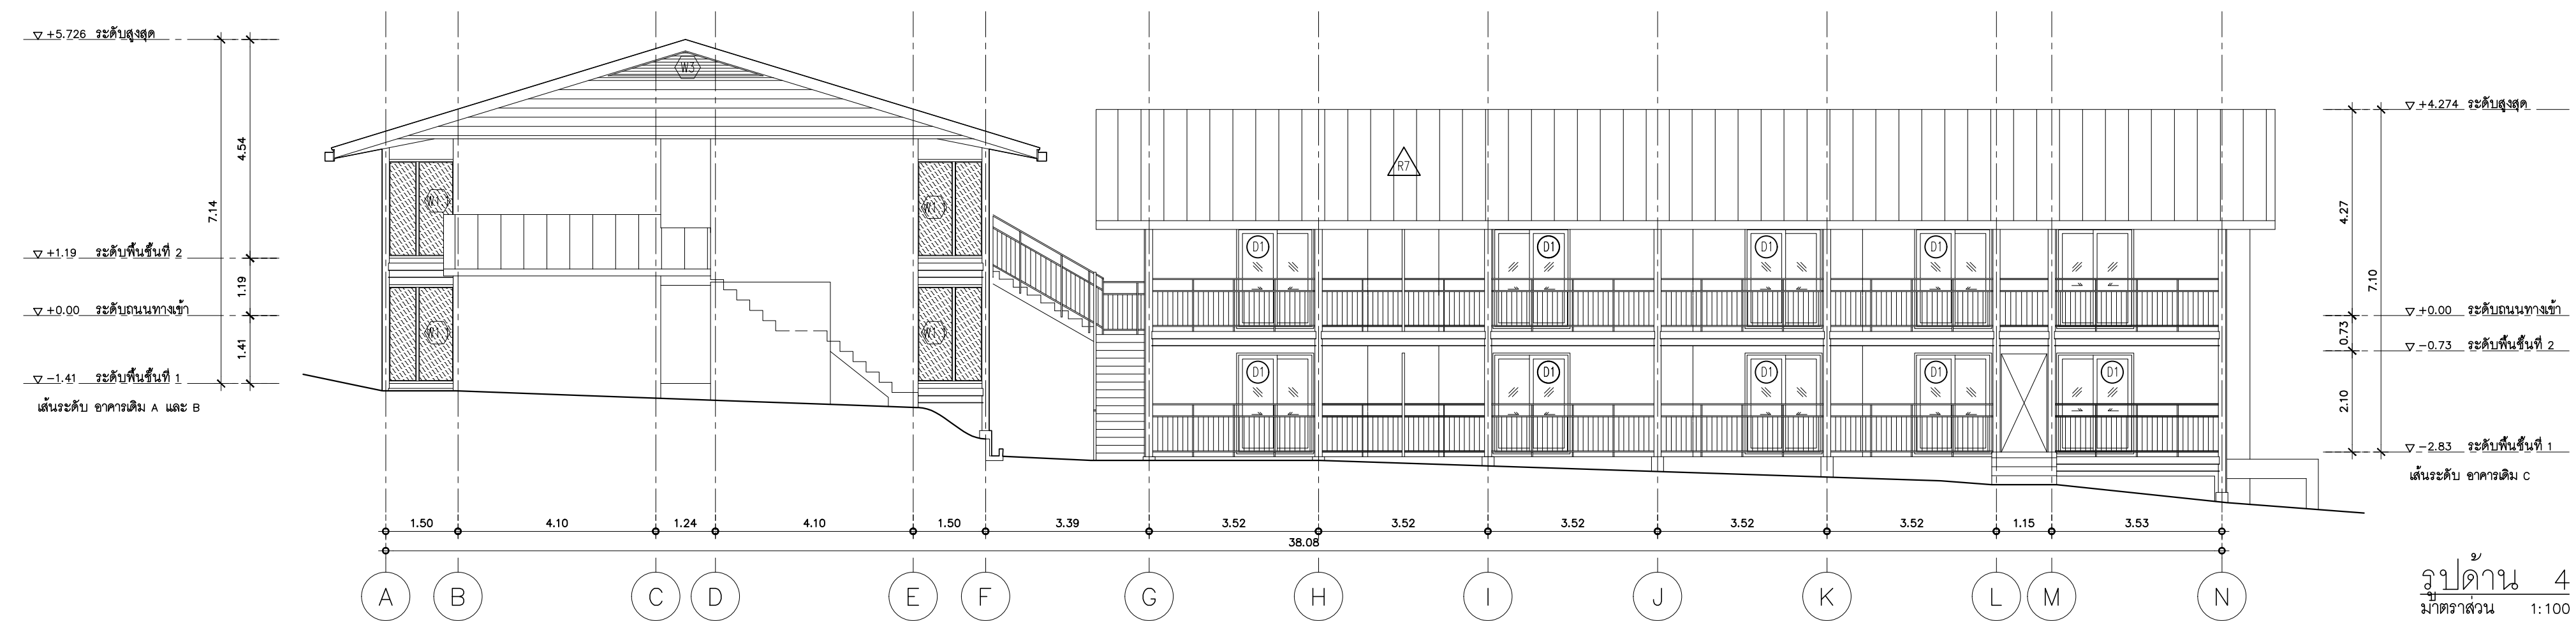 +5.726 ระดับสูงสุด
+1.19 ระดับพื้นชั้นที่ 2
+0.00 ระดับถนนทางเข้า
-1.41 ระดับพื้นชั้นที่ 1
เส้นระดับ อาคารเดิม A และ B
7.14
4.54
1.19
1.41
W3
W1.1
W1.1
W1.1
W1.1
R7
D1 D1 D1 D1
D1 D1 D1 D1 D1
+4.274 ระดับสูงสุด
+0.00 ระดับถนนทางเข้า
-0.73 ระดับพื้นชั้นที่ 2
-2.83 ระดับพื้นชั้นที่ 1
เส้นระดับ อาคารเดิม C
4.27
0.73
2.10
7.10
1.50 4.10 1.24 4.10 1.50 3.39 3.52 3.52 3.52 3.52 3.52 1.15 3.53
38.08
A B C D E F G H I J K L M N
รูปด้าน 4
มาตราส่วน 1:100